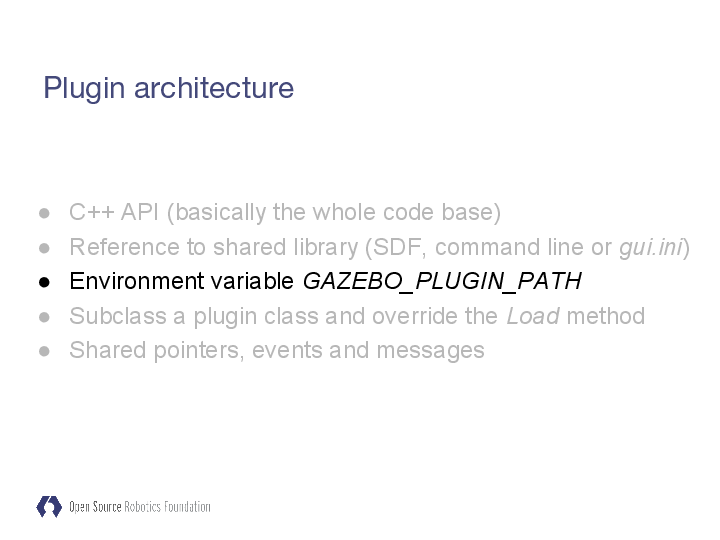 Plugin architecture
● C++ API (basically the whole code base)
● Reference to shared library (SDF, command line or gui.ini)
● Environment variable GAZEBO_PLUGIN_PATH
● Subclass a plugin class and override the Load method
● Shared pointers, events and messages
Open Source Robotics Foundation